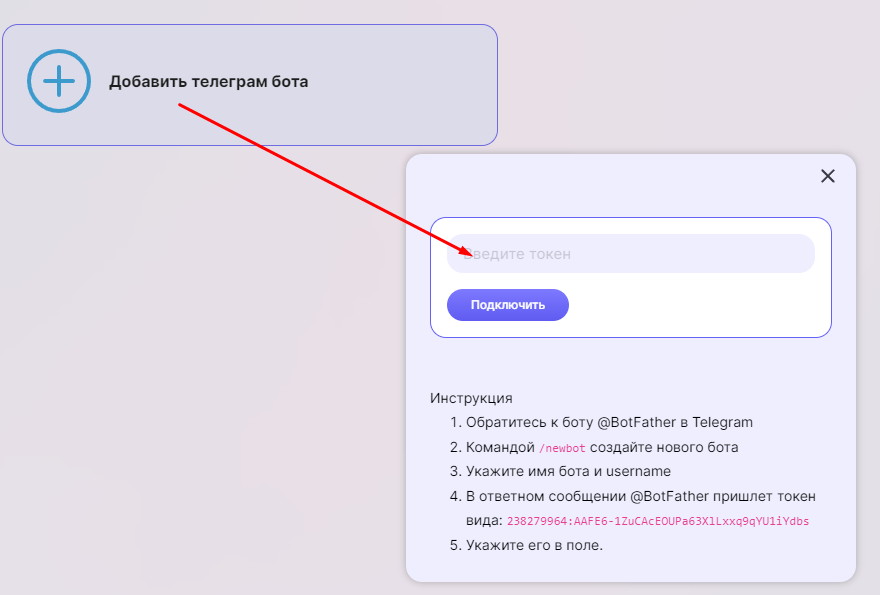 Добавить телеграм бота
Введите токен
Подключить
Инструкция
1. Обратитесь к боту @BotFather в Telegram
2. Командой /newbot создайте нового бота
3. Укажите имя бота и username
4. В ответном сообщении @BotFather пришлет токен
вида: 238279964:AAFE6-1ZuCAcEOUPa63X1Lxxq9qYU1iYdbs
5. Укажите его в поле.